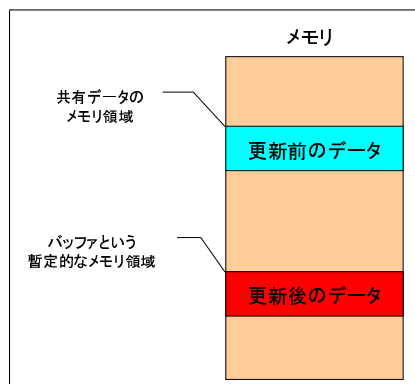 メモリ
共有データの
メモリ領域
更新前のデータ
バッファという
暫定的なメモリ領域
更新後のデータ